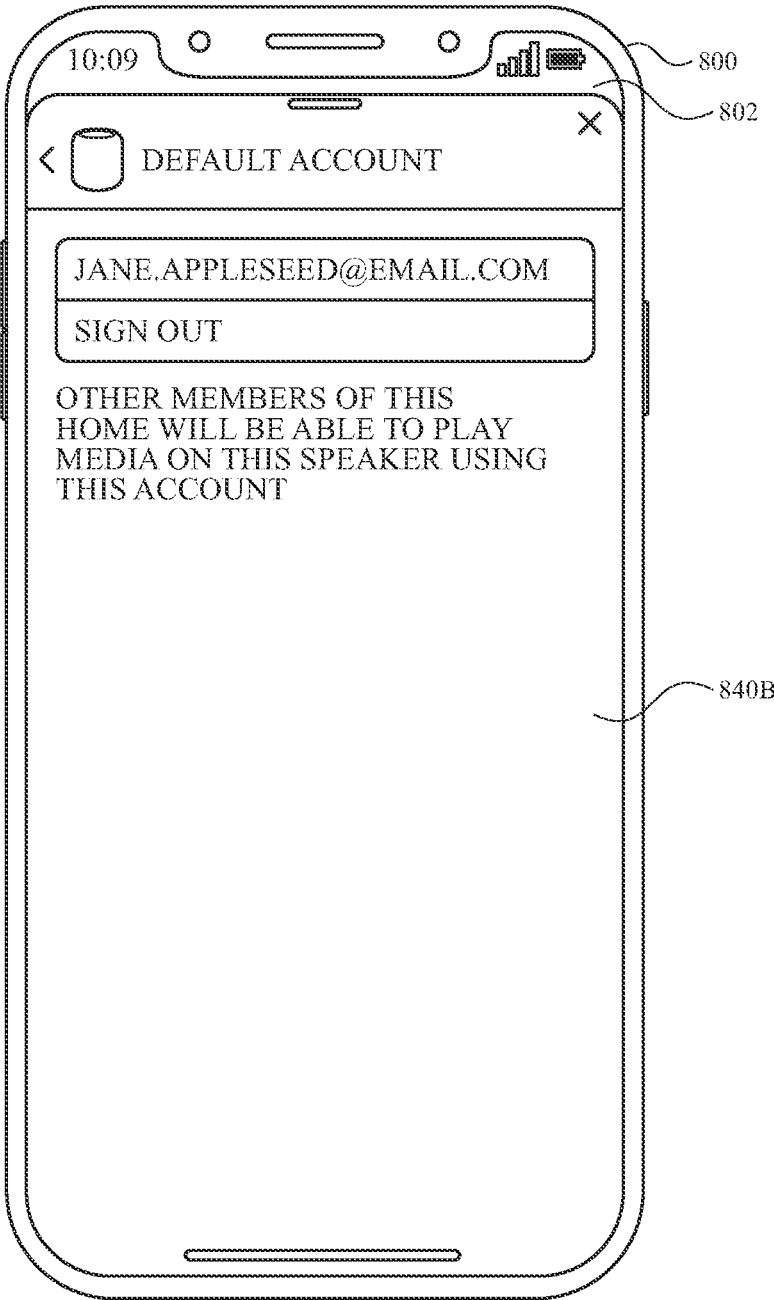 10:09
800
802
DEFAULT ACCOUNT
JANE.APPLESEED@EMAIL.COM
SIGN OUT
OTHER MEMBERS OF THIS
HOME WILL BE ABLE TO PLAY
MEDIA ON THIS SPEAKER USING
THIS ACCOUNT
840B